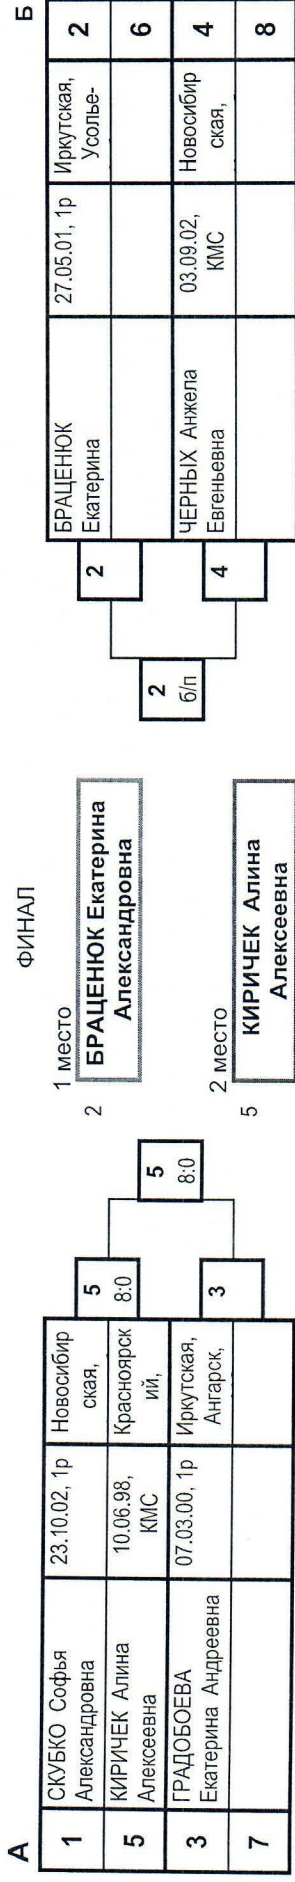 А
1
СКУБКО Софья
Александровна
23.10.02, 1р
Новосибир
ская,
5
КИРИЧЕК Алина
Алексеевна
10.06.98,
КМС
Красноярск
ий,
3
ГРАДОБОЕВА
Екатерина Андреевна
07.03.00, 1р
Иркутская,
Ангарск,
7
5
8:0
3
5
8:0
ФИНАЛ
1 место
2
БРАЦЕНЮК Екатерина
Александровна
2 место
5
КИРИЧЕК Алина
Алексеевна
2
б/п
2
4
Б
БРАЦЕНЮК
Екатерина
27.05.01, 1р
Иркутская,
Усолье-
2
6
ЧЕРНЫХ Анжела
Евгеньевна
03.09.02,
КМС
Новосибир
ская,
4
8